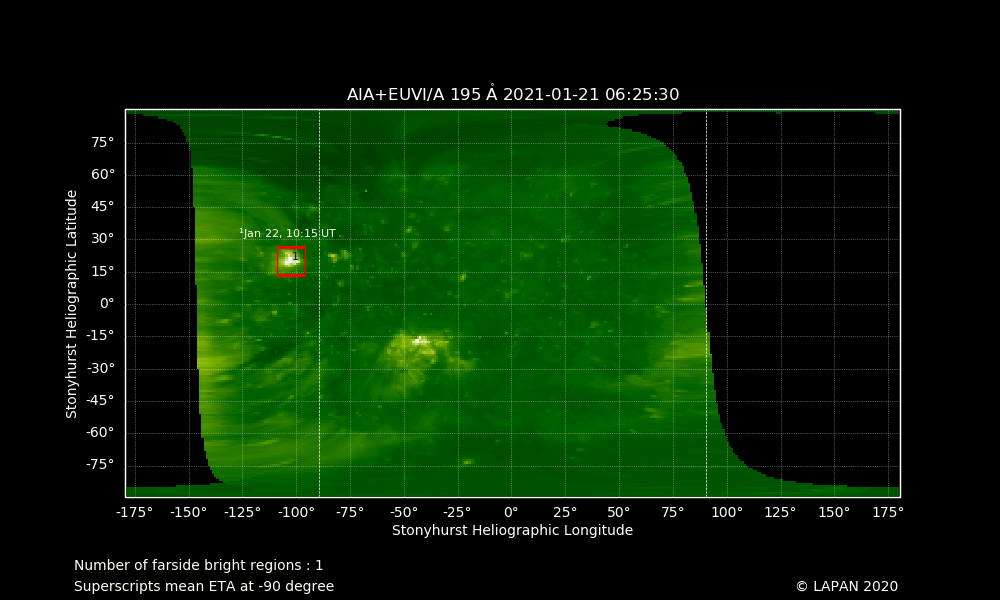 AIA+EUVI/A 195 Å 2021-01-21 06:25:30
Stonyhurst Heliographic Latitude
75°
60°
45°
30°
15°
0°
-15°
-30°
-45°
-60°
-75°
¹Jan 22, 10:15 UT
1
-175° -150° -125° -100° -75° -50° -25° 0° 25° 50° 75° 100° 125° 150° 175°
Stonyhurst Heliographic Longitude
Number of farside bright regions : 1
Superscripts mean ETA at -90 degree
© LAPAN 2020